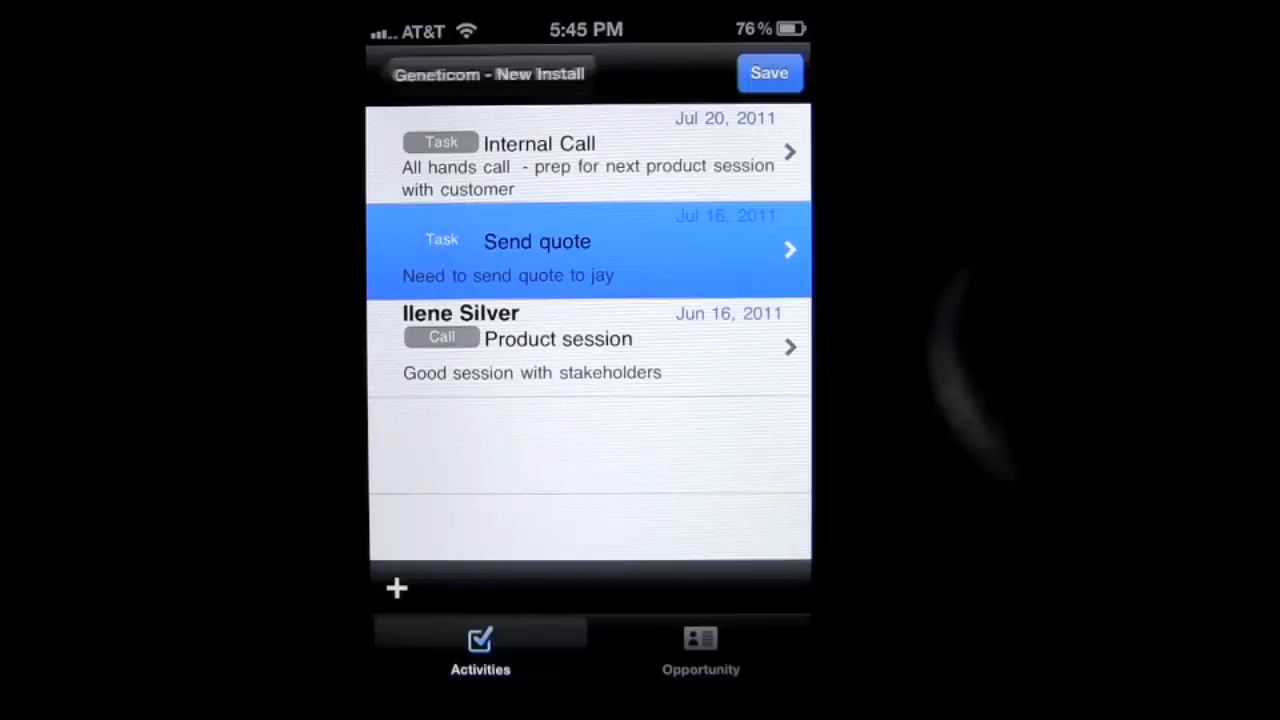 AT&T 5:45 PM 76%
Geneticom - New Install Save
Jul 20, 2011
Task Internal Call
All hands call - prep for next product session
with customer
Jul 16, 2011
Task Send quote
Need to send quote to jay
Ilene Silver Jun 16, 2011
Call Product session
Good session with stakeholders
+
Activities Opportunity